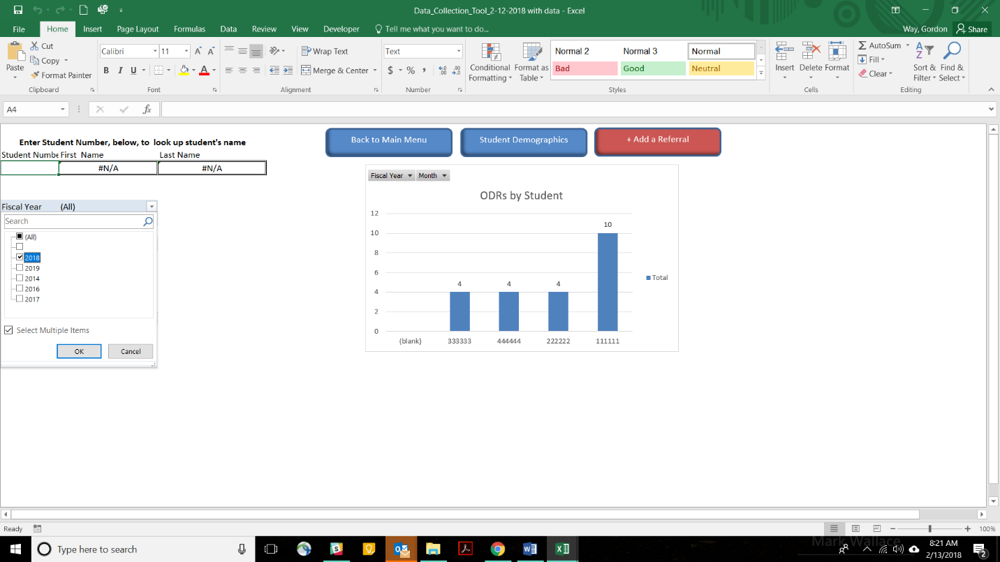 Data_Collection_Tool_2-12-2018 with data - Excel
File Home Insert Page Layout Formulas Data Review View Developer Tell me what you want to do... Way, Gordon Share
Paste Cut Copy Format Painter
Calibri 11 B I U A
Wrap Text Merge & Center
Text $ % ,
Conditional Formatting Format as Table
Normal 2 Normal 3 Normal
Bad Good Neutral
Insert Delete Format
AutoSum Fill Clear Sort & Filter Find & Select
Clipboard Font Alignment Number Styles Cells Editing
A4 fx
Enter Student Number, below, to look up student's name
Student Numbe First Name Last Name
#N/A #N/A
Back to Main Menu Student Demographics + Add a Referral
Fiscal Year (All)
Search
(All)
2018
2019
2014
2016
2017
Select Multiple Items
OK Cancel
Fiscal Year Month
ODRs by Student
12
10
8
6
4
2
0
4 4 4 10
(blank) 333333 444444 222222 111111
Total
Ready 100%
Type here to search
Mark Wallace
8:21 AM
2/13/2018
2